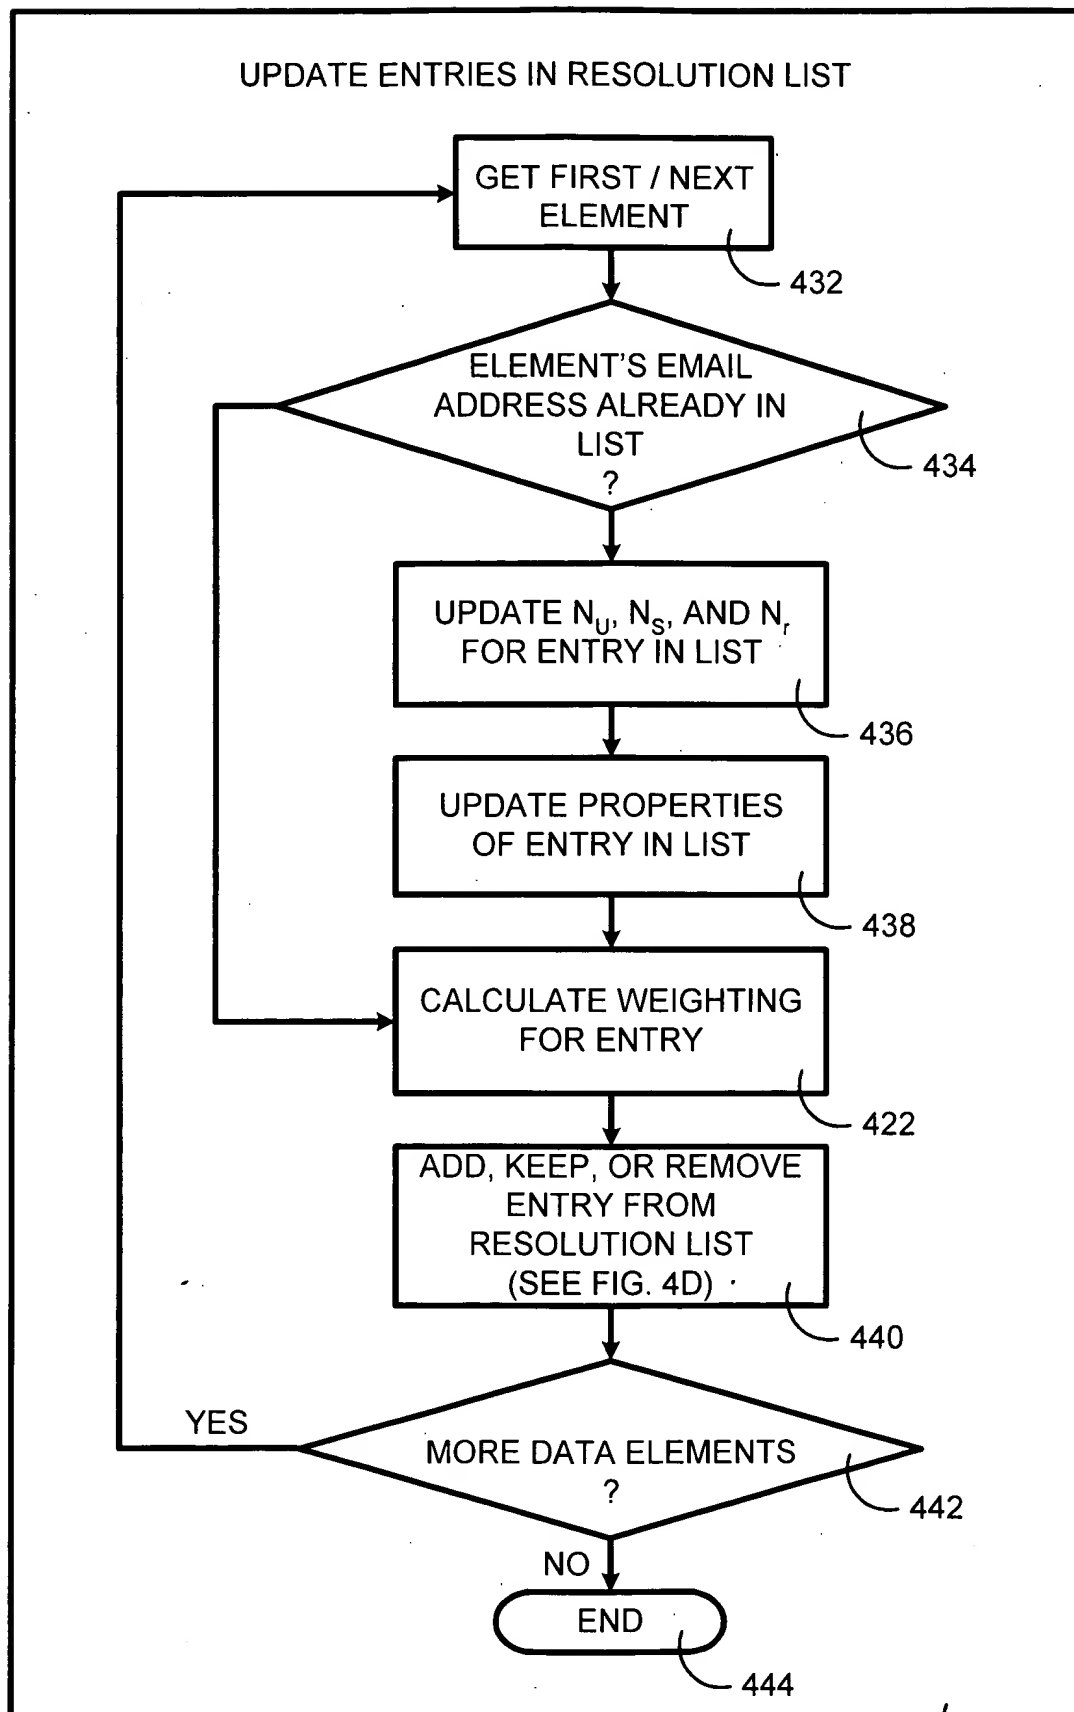 UPDATE ENTRIES IN RESOLUTION LIST
GET FIRST / NEXT
ELEMENT
432
ELEMENT'S EMAIL
ADDRESS ALREADY IN
LIST
?
434
UPDATE NU, NS, AND Nr
FOR ENTRY IN LIST
436
UPDATE PROPERTIES
OF ENTRY IN LIST
438
CALCULATE WEIGHTING
FOR ENTRY
422
ADD, KEEP, OR REMOVE
ENTRY FROM
RESOLUTION LIST
(SEE FIG. 4D)
440
YES
MORE DATA ELEMENTS
?
442
NO
END
444